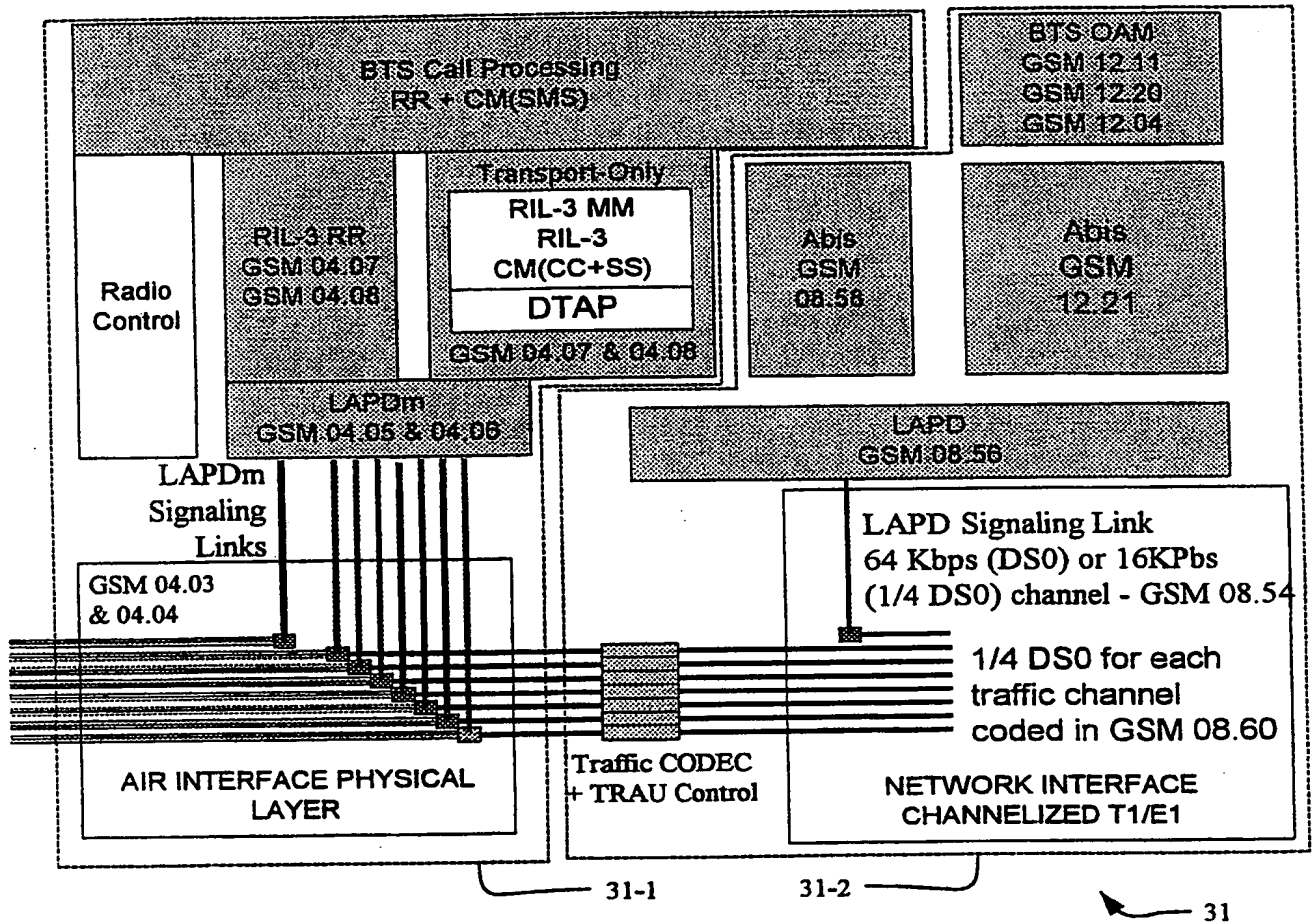 BTS Call Processing
RR + CM(SMS)
BTS OAM
GSM 12.11
GSM 12.20
GSM 12.04
Radio
Control
RIL-3 RR
GSM 04.07
GSM 04.08
Transport-Only
RIL-3 MM
RIL-3
CM(CC+SS)
DTAP
GSM 04.07 & 04.08
Abis
GSM
08.58
Abis
GSM
12.21
LAPDm
GSM 04.05 & 04.06
LAPD
GSM 08.56
LAPDm
Signaling
Links
LAPD Signaling Link
64 Kbps (DS0) or 16KPbs
(1/4 DS0) channel - GSM 08.54
GSM 04.03
& 04.04
1/4 DS0 for each
traffic channel
coded in GSM 08.60
AIR INTERFACE PHYSICAL
LAYER
Traffic CODEC
+ TRAU Control
NETWORK INTERFACE
CHANNELIZED T1/E1
31-1
31-2
31